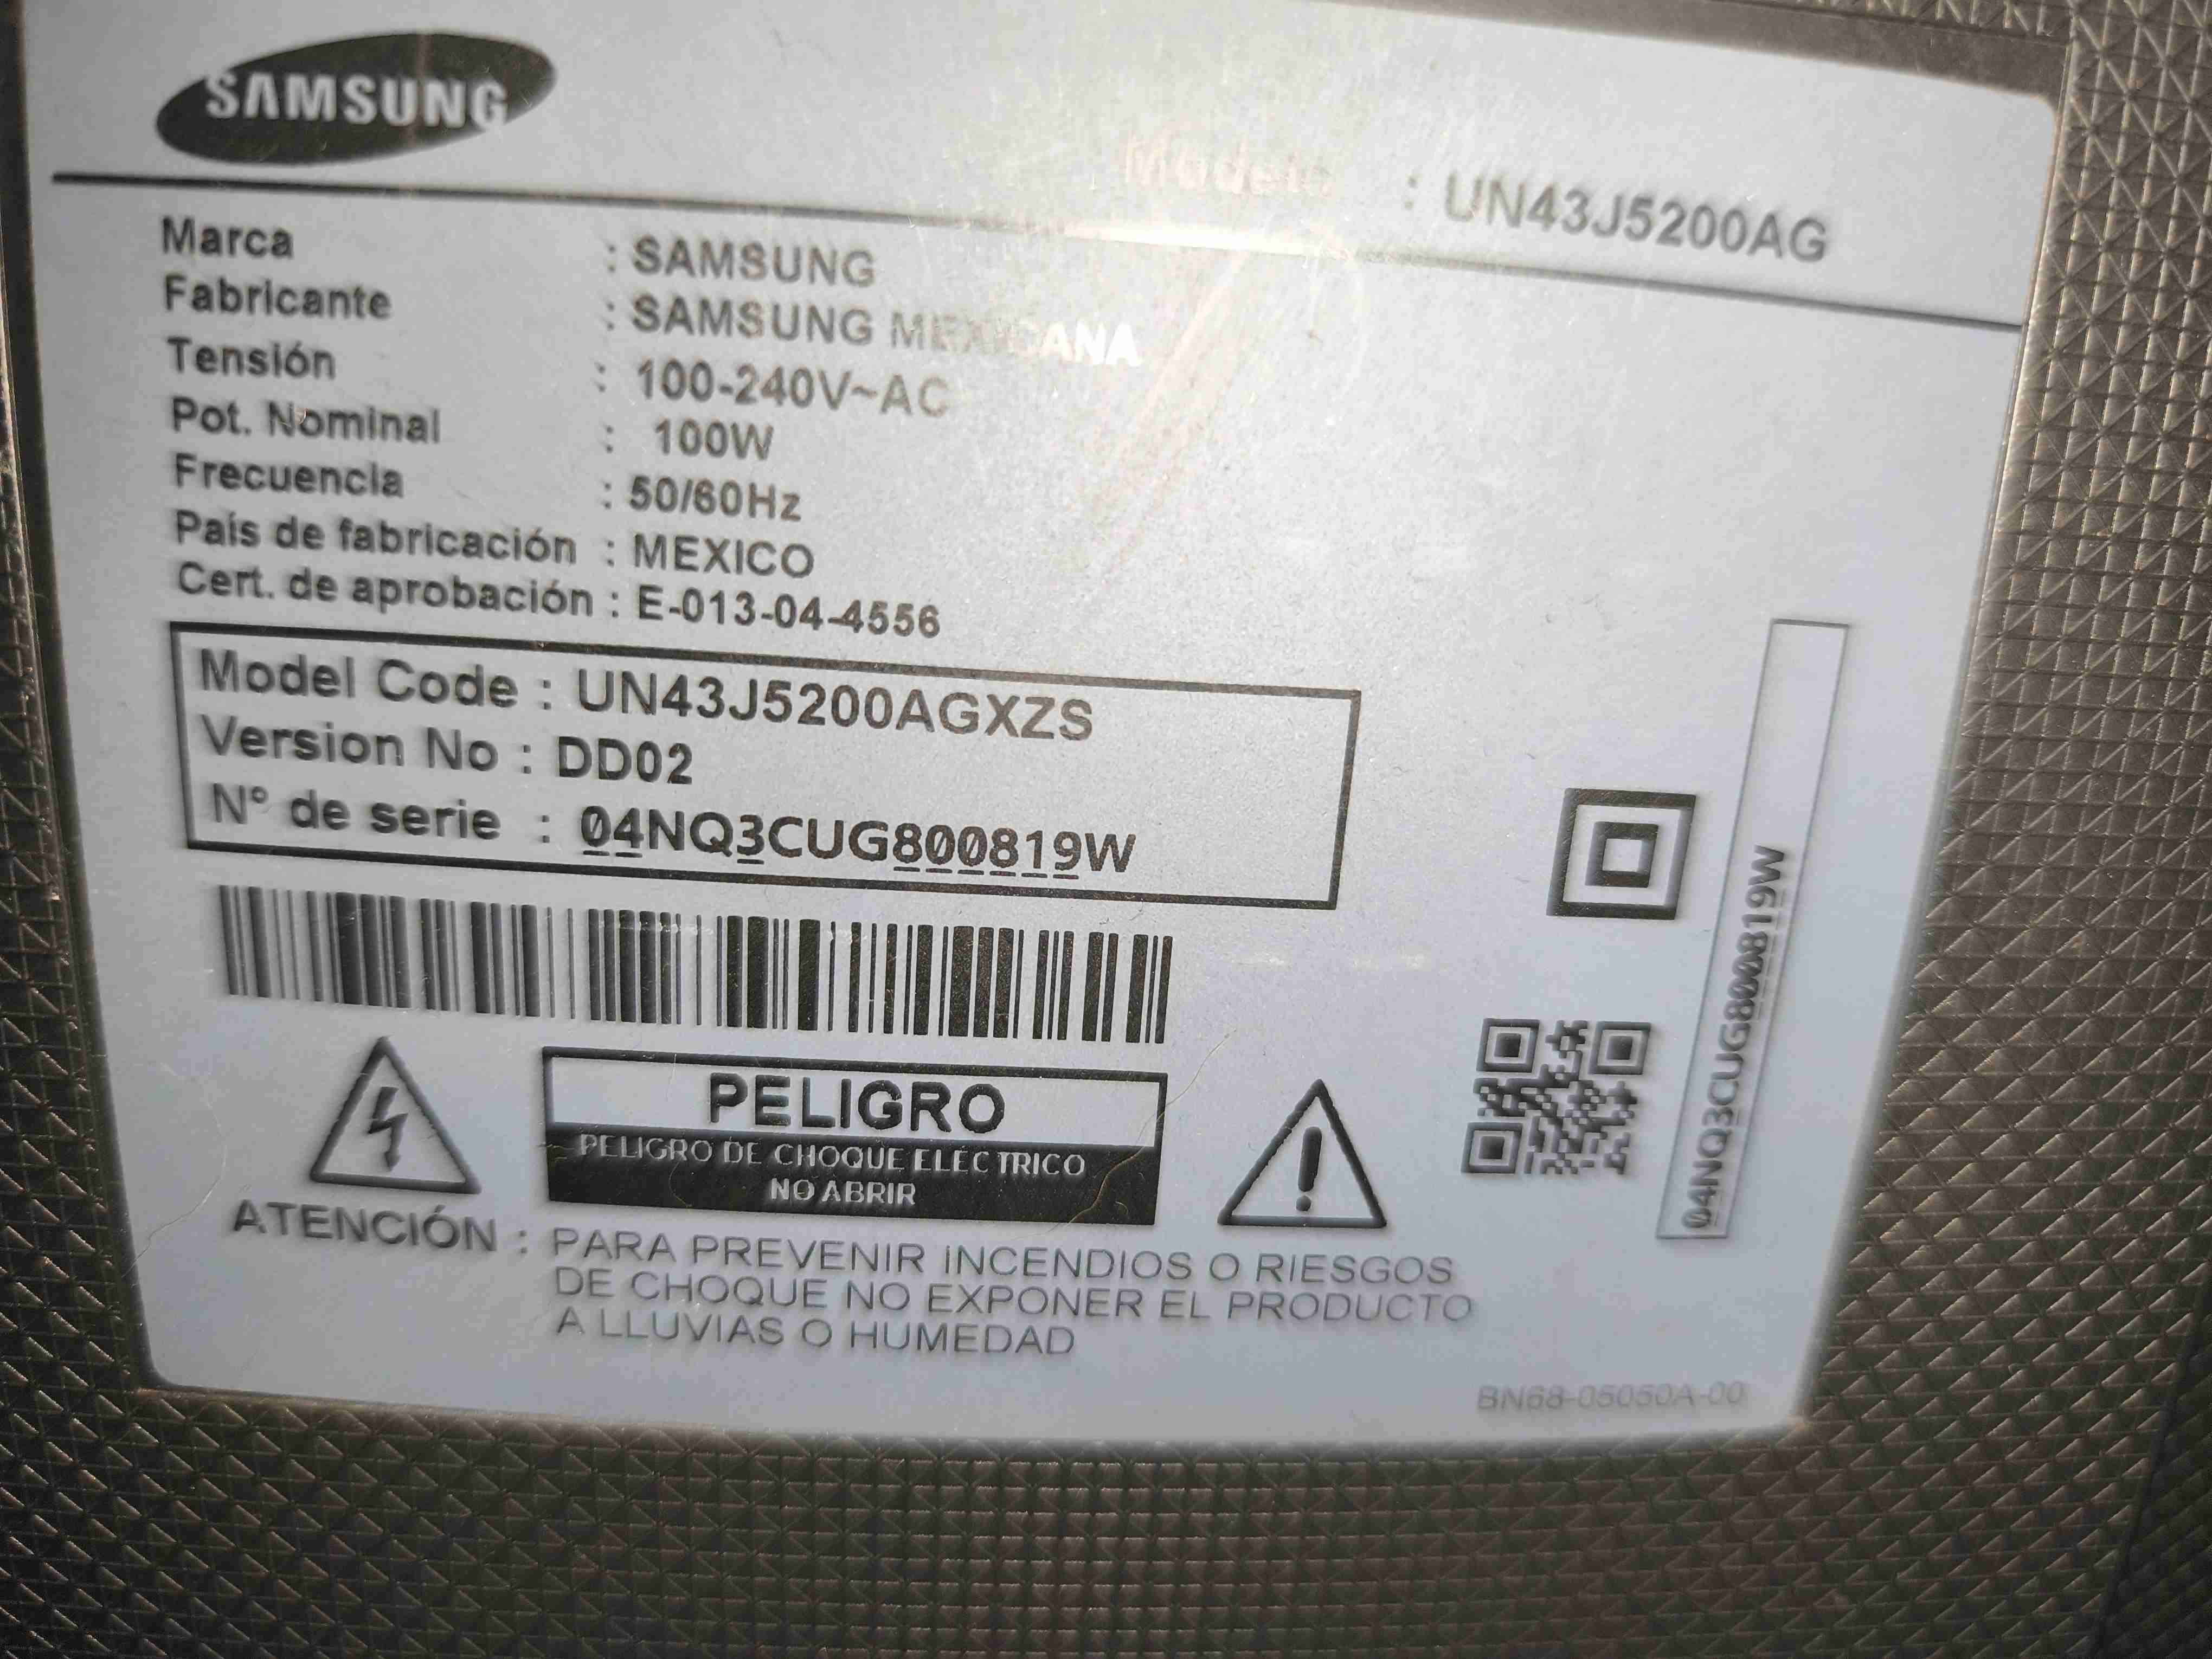 SAMSUNG
Modelo : UN43J5200AG
Marca : SAMSUNG
Fabricante : SAMSUNG MEXICANA
Tensión : 100-240V~AC
Pot. Nominal : 100W
Frecuencia : 50/60Hz
País de fabricación : MEXICO
Cert. de aprobación : E-013-04-4556
Model Code : UN43J5200AGXZS
Version No : DD02
N° de serie : 04NQ3CUG800819W
04NQ3CUG800819W
PELIGRO
PELIGRO DE CHOQUE ELÉCTRICO
NO ABRIR
ATENCIÓN : PARA PREVENIR INCENDIOS O RIESGOS
DE CHOQUE NO EXPONER EL PRODUCTO
A LLUVIAS O HUMEDAD
BN68-05050A-00